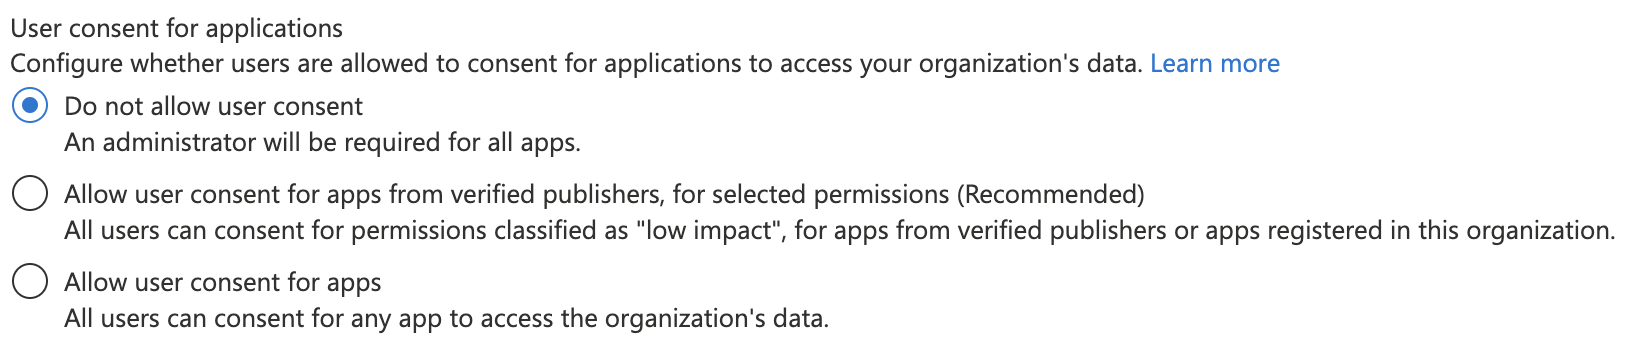 User consent for applications
Configure whether users are allowed to consent for applications to access your organization's data. Learn more
Do not allow user consent
An administrator will be required for all apps.
Allow user consent for apps from verified publishers, for selected permissions (Recommended)
All users can consent for permissions classified as "low impact", for apps from verified publishers or apps registered in this organization.
Allow user consent for apps
All users can consent for any app to access the organization's data.